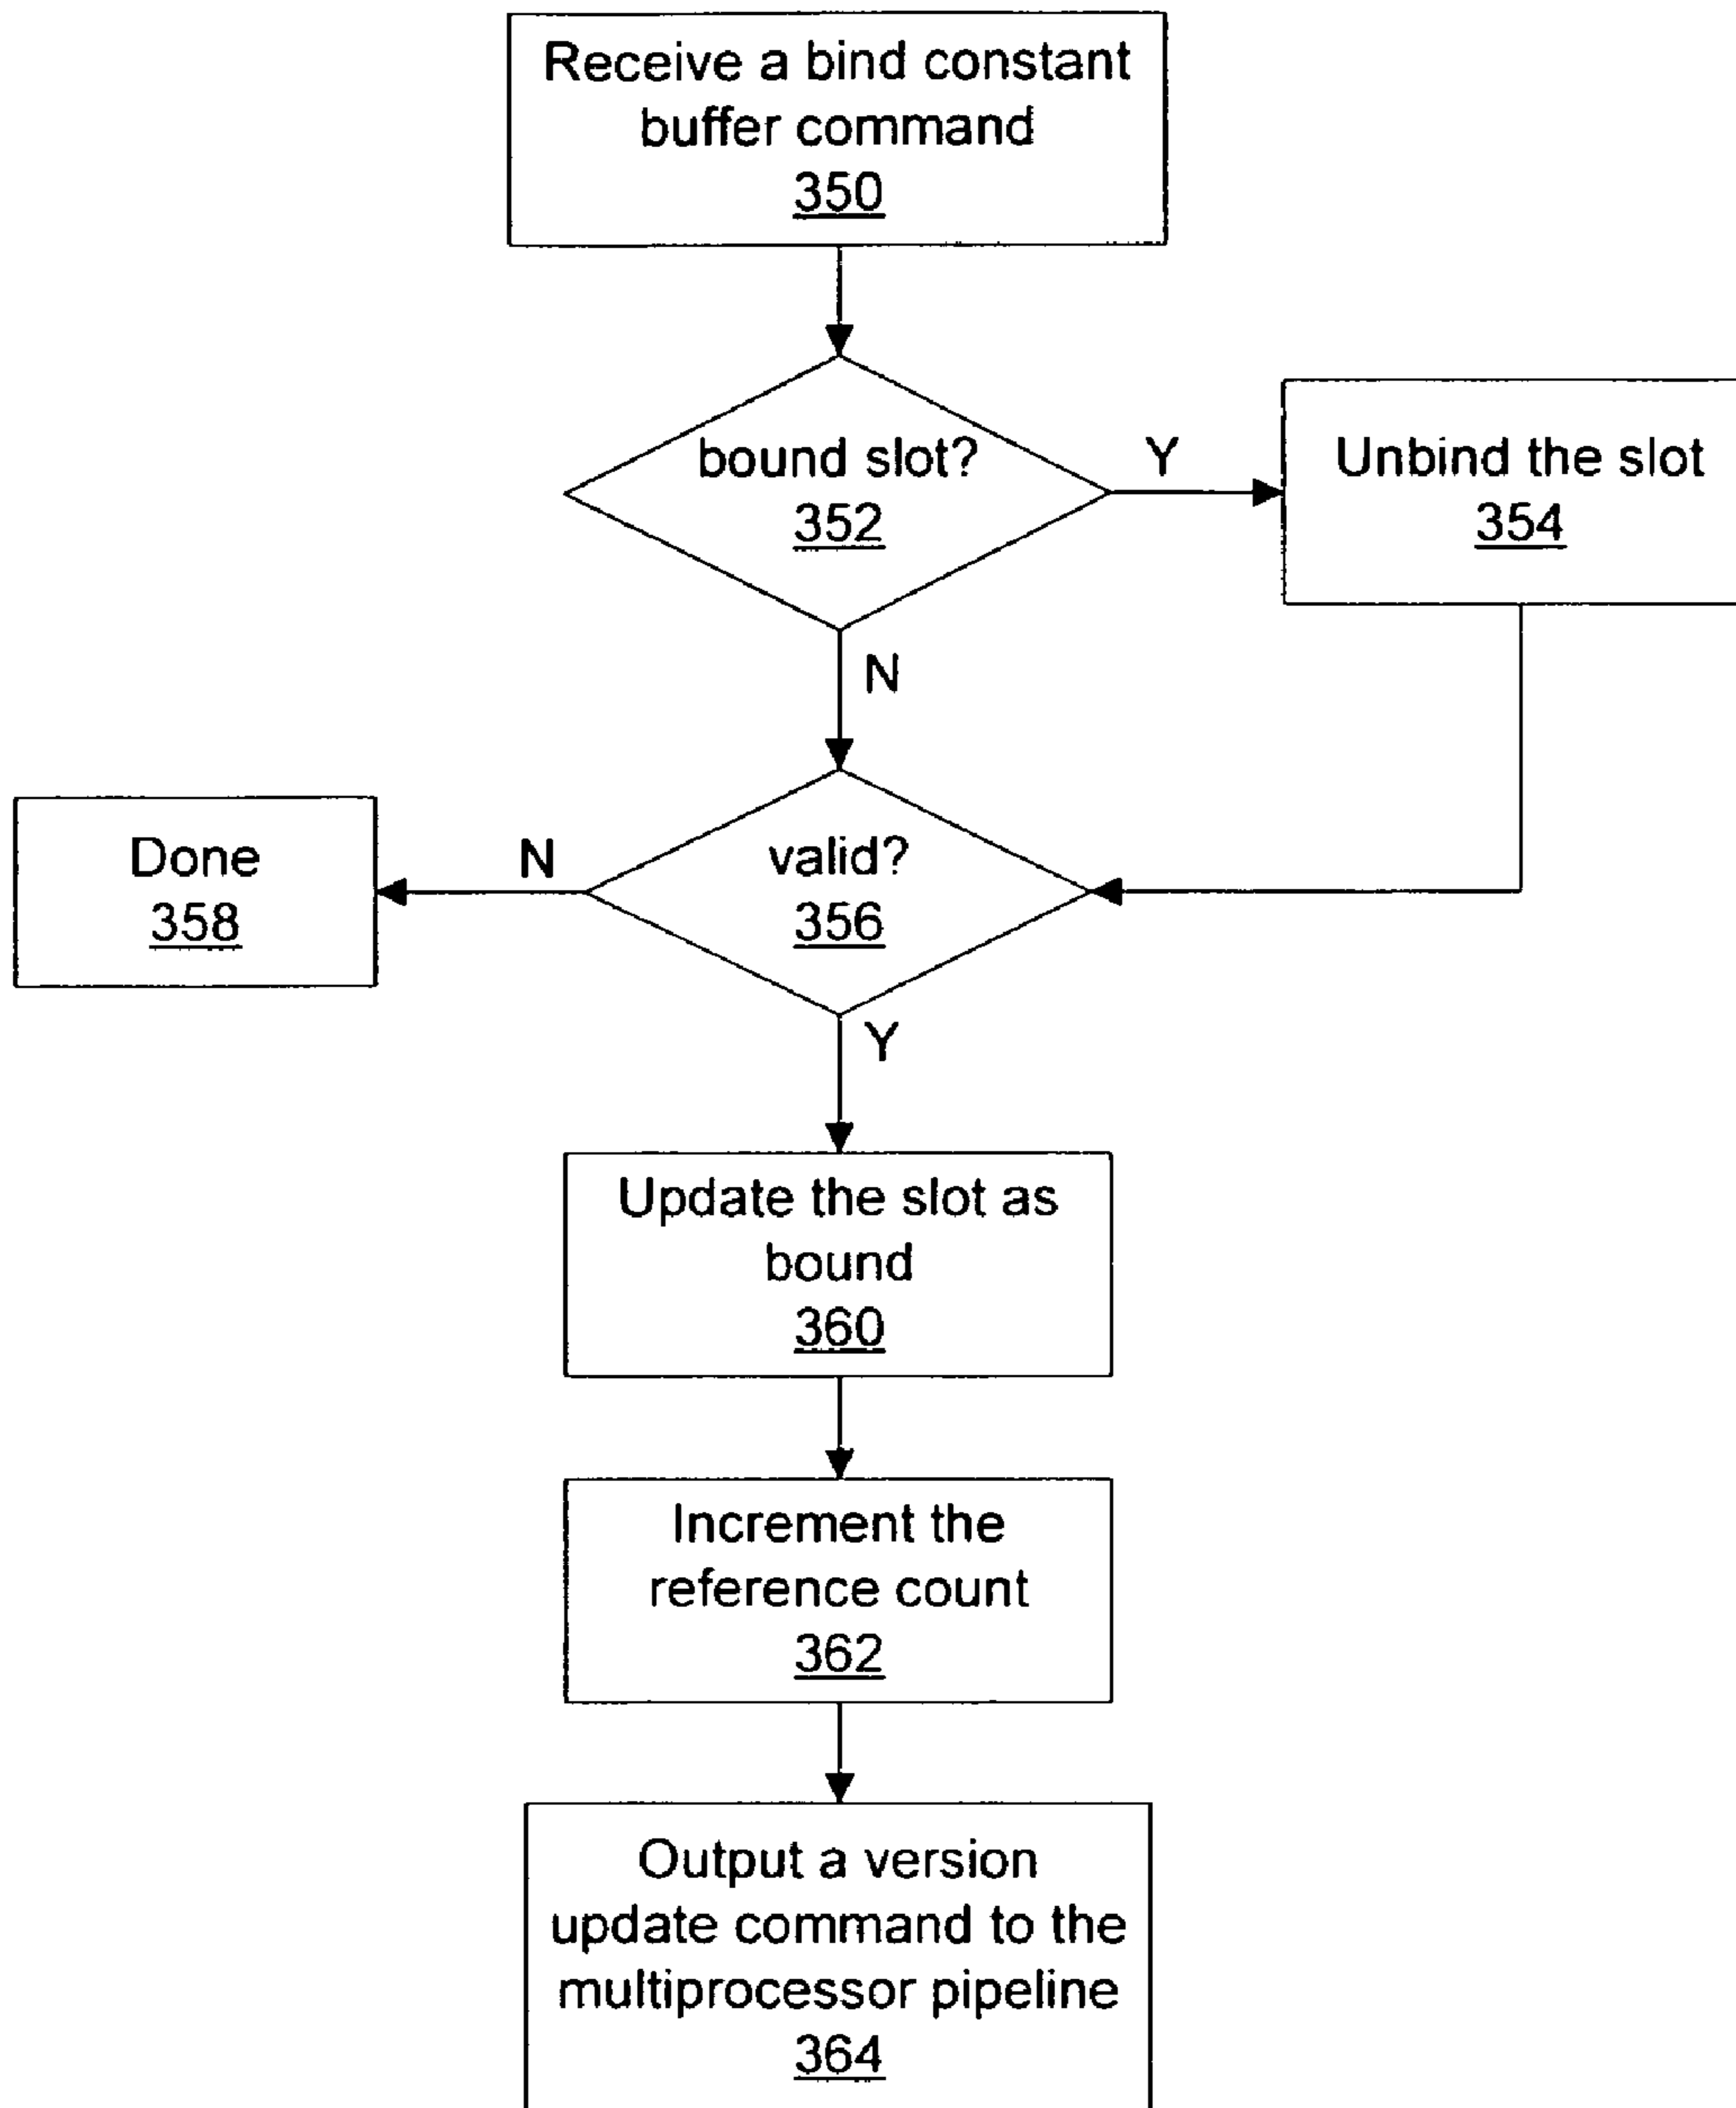 Receive a bind constant
buffer command
350
bound slot?
352
Y
Unbind the slot
354
N
Done
358
N
valid?
356
Y
Update the slot as
bound
360
Increment the
reference count
362
Output a version
update command to the
multiprocessor pipeline
364